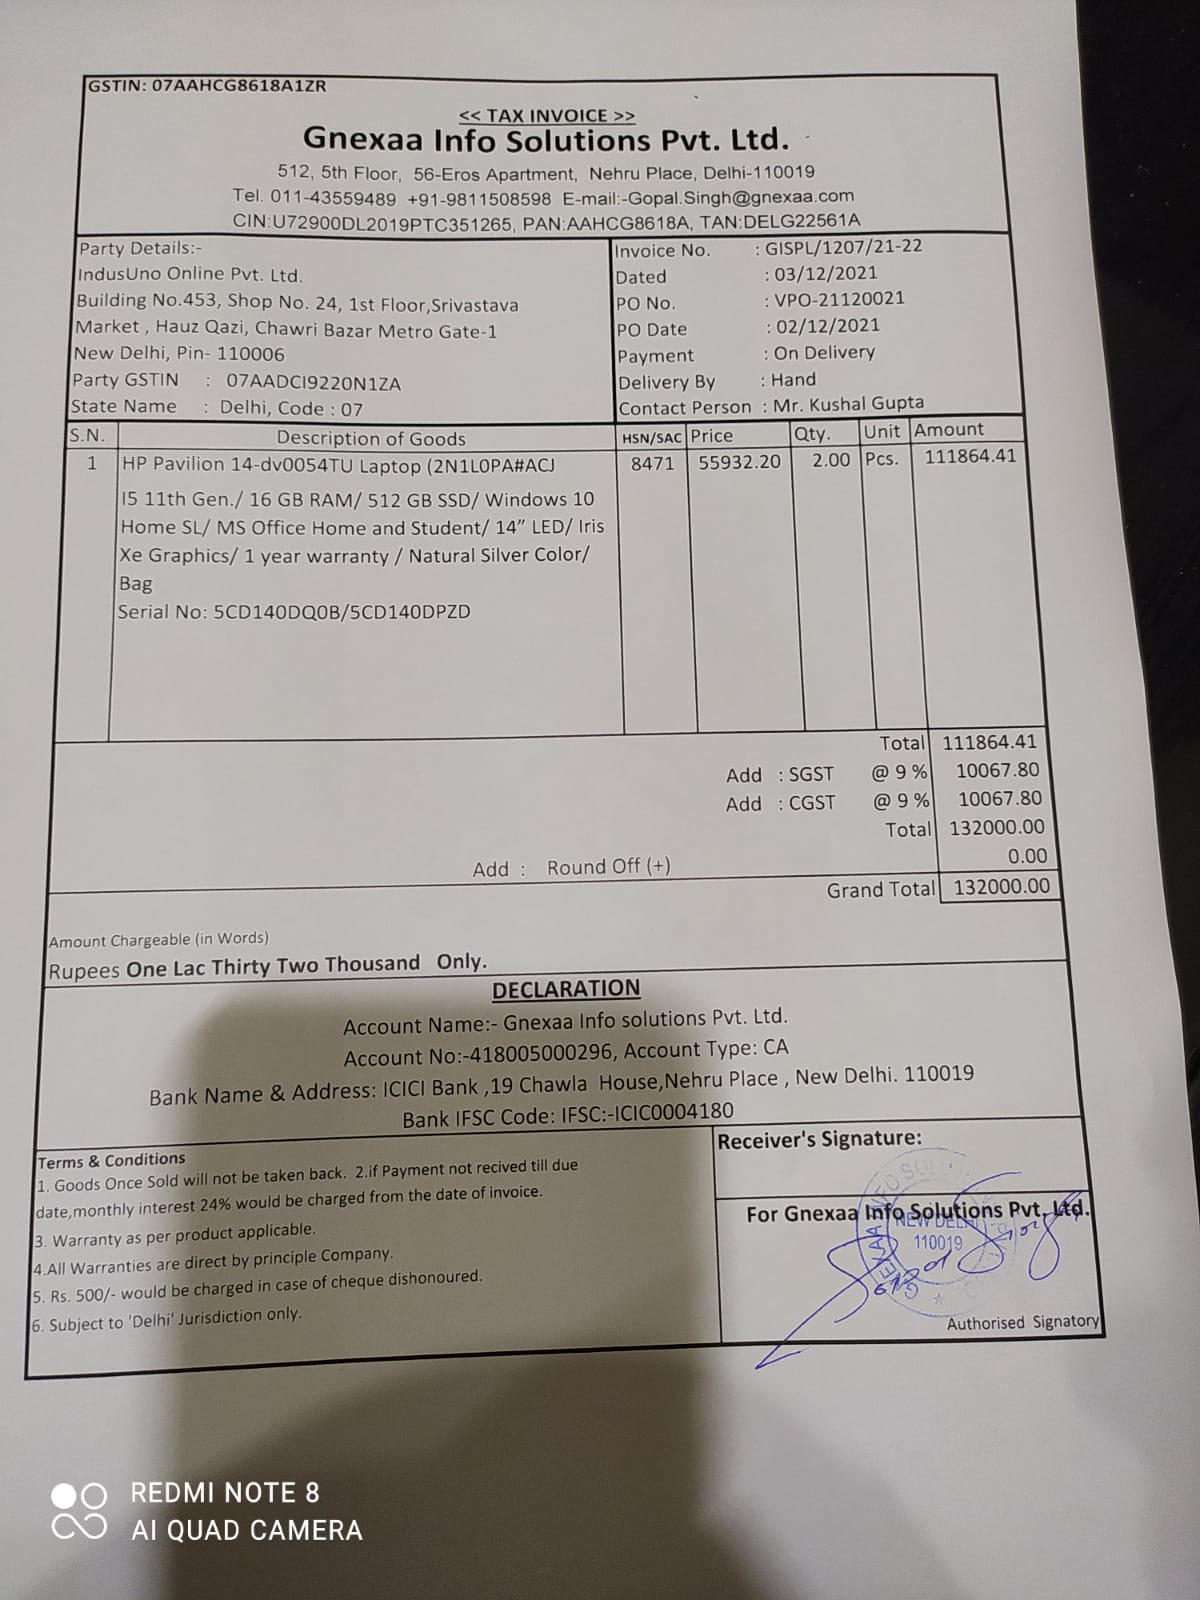 GSTIN: 07AAHCG8618A1ZR
<< TAX INVOICE >>
Gnexaa Info Solutions Pvt. Ltd.
512, 5th Floor, 56-Eros Apartment, Nehru Place, Delhi-110019
Tel. 011-43559489 +91-9811508598 E-mail:-Gopal.Singh@gnexaa.com
CIN:U72900DL2019PTC351265, PAN:AAHCG8618A, TAN:DELG22561A
Party Details:-
IndusUno Online Pvt. Ltd.
Building No.453, Shop No. 24, 1st Floor,Srivastava
Market , Hauz Qazi, Chawri Bazar Metro Gate-1
New Delhi, Pin- 110006
Party GSTIN : 07AADCI9220N1ZA
State Name : Delhi, Code : 07
Invoice No. : GISPL/1207/21-22
Dated : 03/12/2021
PO No. : VPO-21120021
PO Date : 02/12/2021
Payment : On Delivery
Delivery By : Hand
Contact Person : Mr. Kushal Gupta
S.N. Description of Goods HSN/SAC Price Qty. Unit Amount
1 HP Pavilion 14-dv0054TU Laptop (2N1L0PA#ACJ 8471 55932.20 2.00 Pcs. 111864.41
I5 11th Gen./ 16 GB RAM/ 512 GB SSD/ Windows 10
Home SL/ MS Office Home and Student/ 14” LED/ Iris
Xe Graphics/ 1 year warranty / Natural Silver Color/
Bag
Serial No: 5CD140DQ0B/5CD140DPZD
Total 111864.41
Add : SGST @ 9 % 10067.80
Add : CGST @ 9 % 10067.80
Total 132000.00
Add : Round Off (+) 0.00
Grand Total 132000.00
Amount Chargeable (in Words)
Rupees One Lac Thirty Two Thousand Only.
DECLARATION
Account Name:- Gnexaa Info solutions Pvt. Ltd.
Account No:-418005000296, Account Type: CA
Bank Name & Address: ICICI Bank ,19 Chawla House,Nehru Place , New Delhi. 110019
Bank IFSC Code: IFSC:-ICIC0004180
Terms & Conditions
1. Goods Once Sold will not be taken back. 2.if Payment not recived till due
date,monthly interest 24% would be charged from the date of invoice.
3. Warranty as per product applicable.
4.All Warranties are direct by principle Company.
5. Rs. 500/- would be charged in case of cheque dishonoured.
6. Subject to 'Delhi' Jurisdiction only.
Receiver's Signature:
For Gnexaa Info Solutions Pvt. Ltd.
NEW DELHI
110019
Authorised Signatory
REDMI NOTE 8
AI QUAD CAMERA